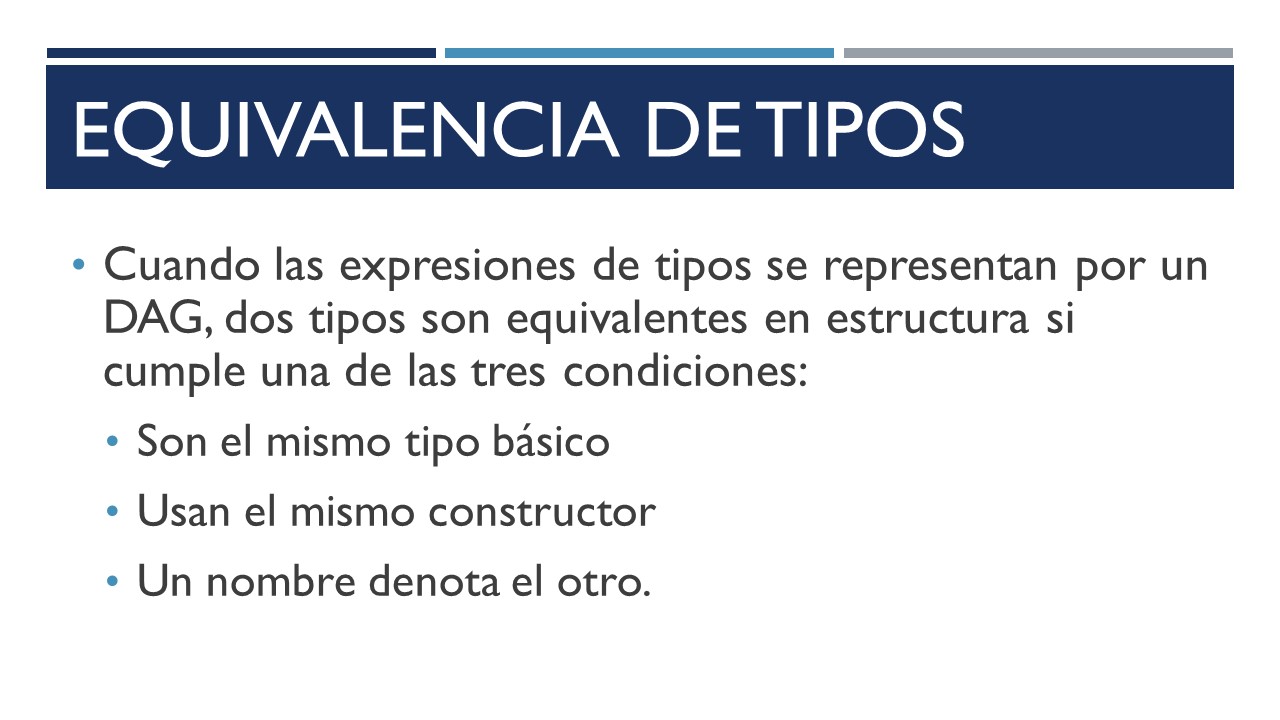 EQUIVALENCIA DE TIPOS
• Cuando las expresiones de tipos se representan por un
DAG, dos tipos son equivalentes en estructura si
cumple una de las tres condiciones:
• Son el mismo tipo básico
• Usan el mismo constructor
• Un nombre denota el otro.